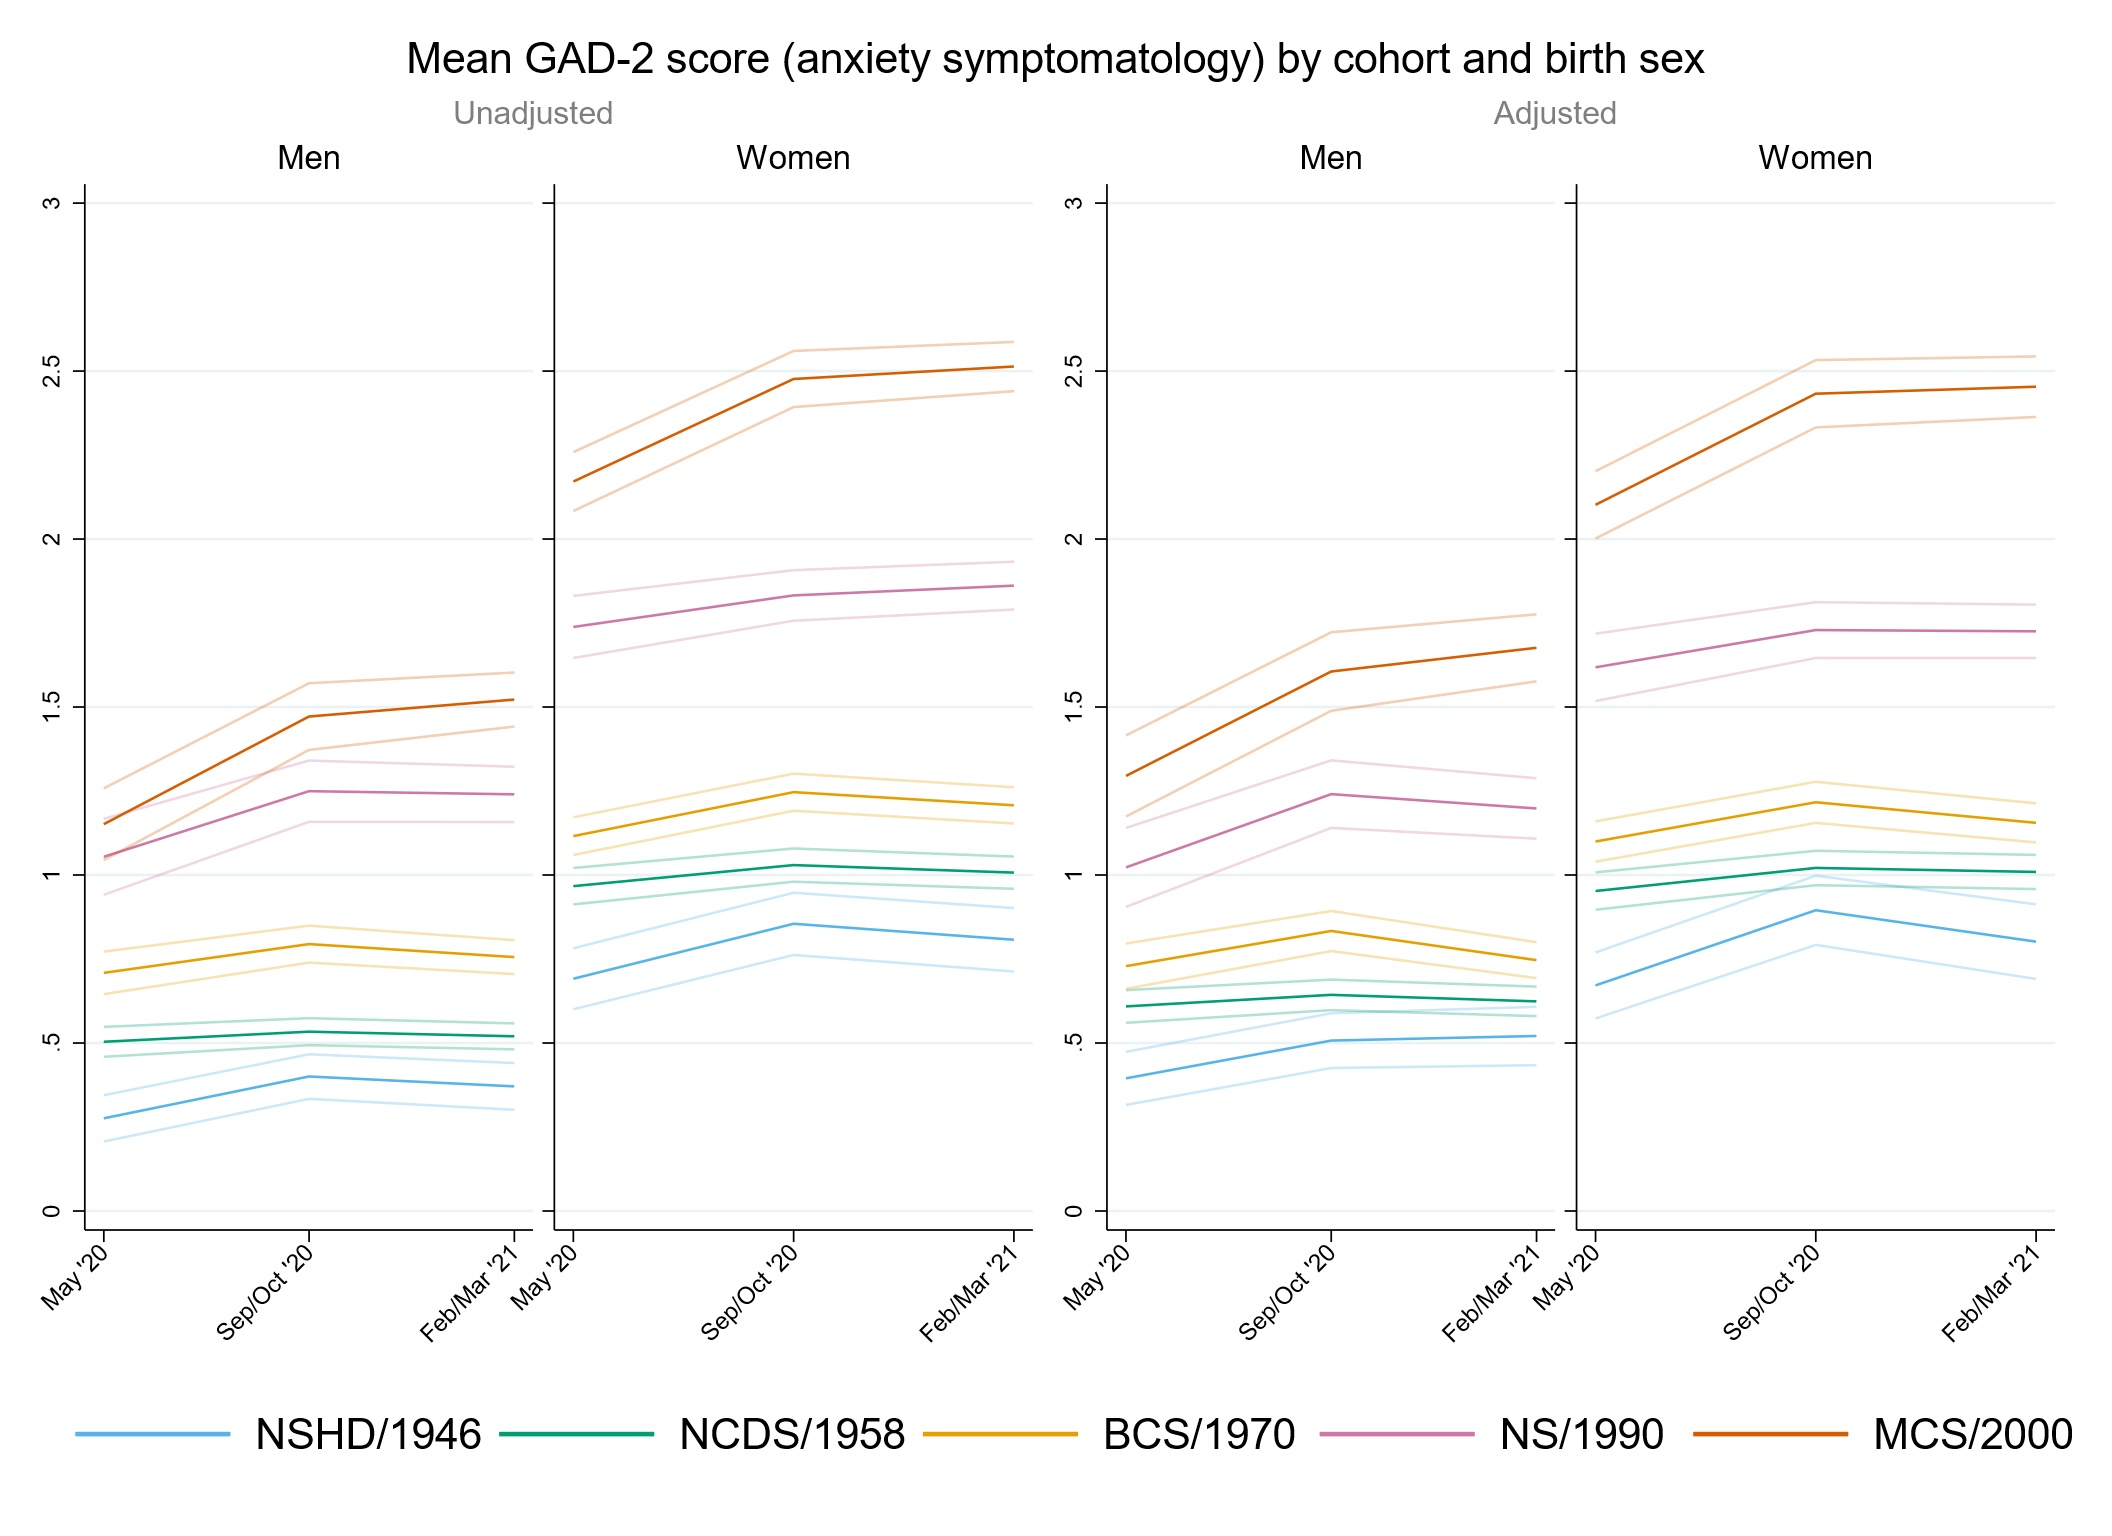 Mean GAD-2 score (anxiety symptomatology) by cohort and birth sex
Unadjusted
Adjusted
Men
Women
Men
Women
3
2.5
2
1.5
1
.5
0
3
2.5
2
1.5
1
.5
0
May '20
Sep/Oct '20
Feb/Mar '21
May '20
Sep/Oct '20
Feb/Mar '21
May '20
Sep/Oct '20
Feb/Mar '21
May '20
Sep/Oct '20
Feb/Mar '21
NSHD/1946
NCDS/1958
BCS/1970
NS/1990
MCS/2000